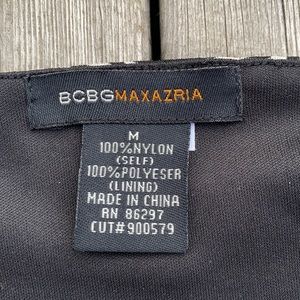 BCBGMAXAZRIA
M
100%NYLON
(SELF)
100%POLYESER
(LINING)
MADE IN CHINA
RN 86297
CUT#900579